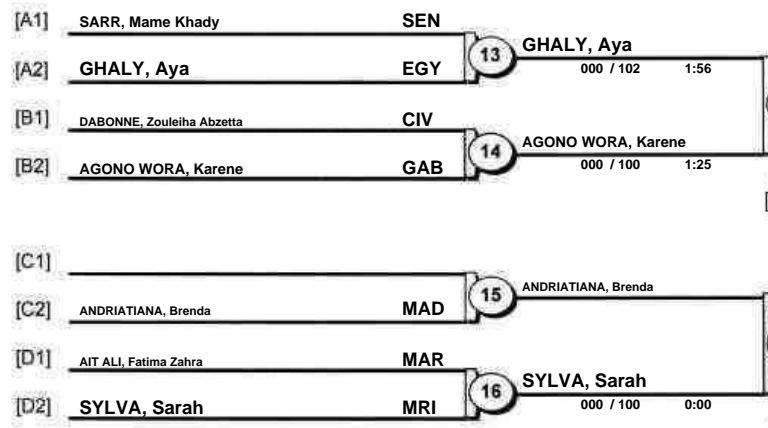 [A1] SARR, Mame Khady SEN
13 GHALY, Aya
[A2] GHALY, Aya EGY
000 / 102 1:56
[B1] DABONNE, Zouleiha Abzetta CIV
14 AGONO WORA, Karene
[B2] AGONO WORA, Karene GAB
000 / 100 1:25
[C1]
15 ANDRIATIANA, Brenda
[C2] ANDRIATIANA, Brenda MAD
[D1] AIT ALI, Fatima Zahra MAR
16 SYLVA, Sarah
[D2] SYLVA, Sarah MRI
000 / 100 0:00